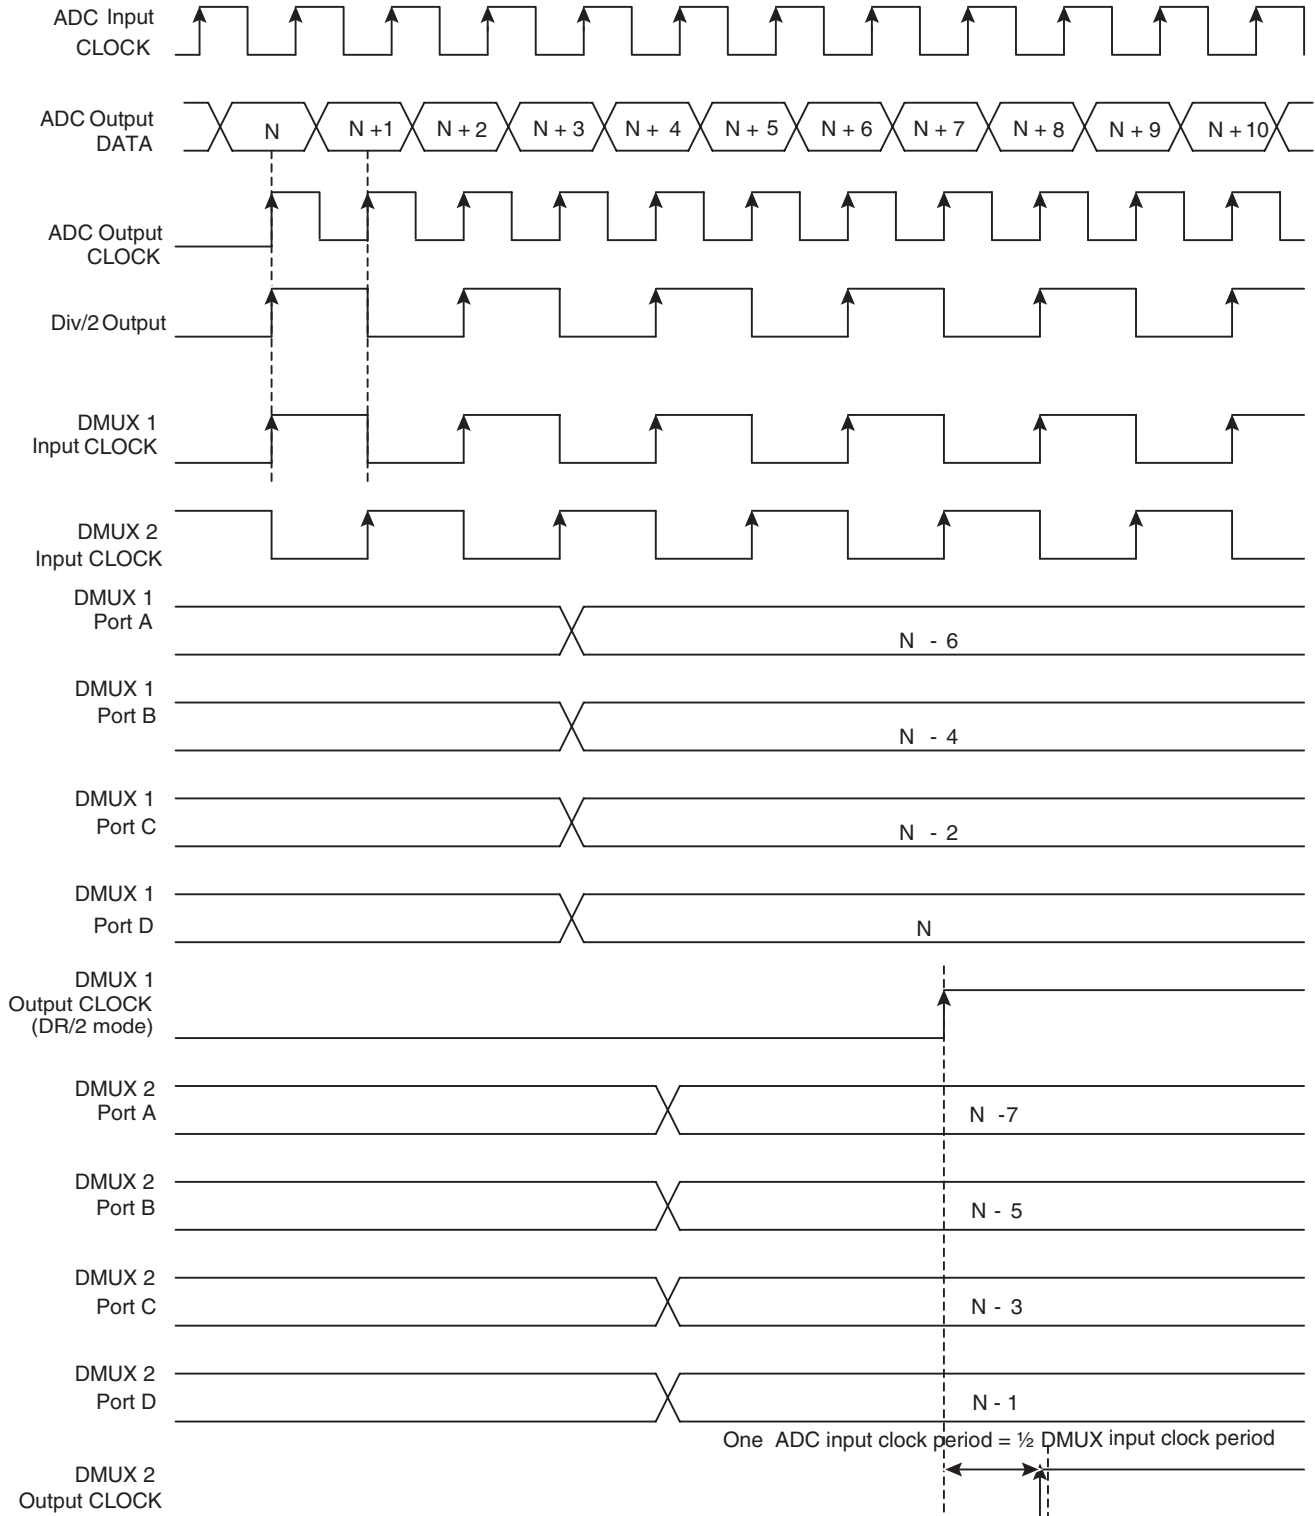 ADC Input
CLOCK
ADC Output
DATA
N
N +1
N + 2
N + 3
N + 4
N + 5
N + 6
N + 7
N + 8
N + 9
N + 10
ADC Output
CLOCK
Div/2 Output
DMUX 1
Input CLOCK
DMUX 2
Input CLOCK
DMUX 1
Port A
N - 6
DMUX 1
Port B
N - 4
DMUX 1
Port C
N - 2
DMUX 1
Port D
N
DMUX 1
Output CLOCK
(DR/2 mode)
DMUX 2
Port A
N -7
DMUX 2
Port B
N - 5
DMUX 2
Port C
N - 3
DMUX 2
Port D
N - 1
One ADC input clock period = ½ DMUX input clock period
DMUX 2
Output CLOCK